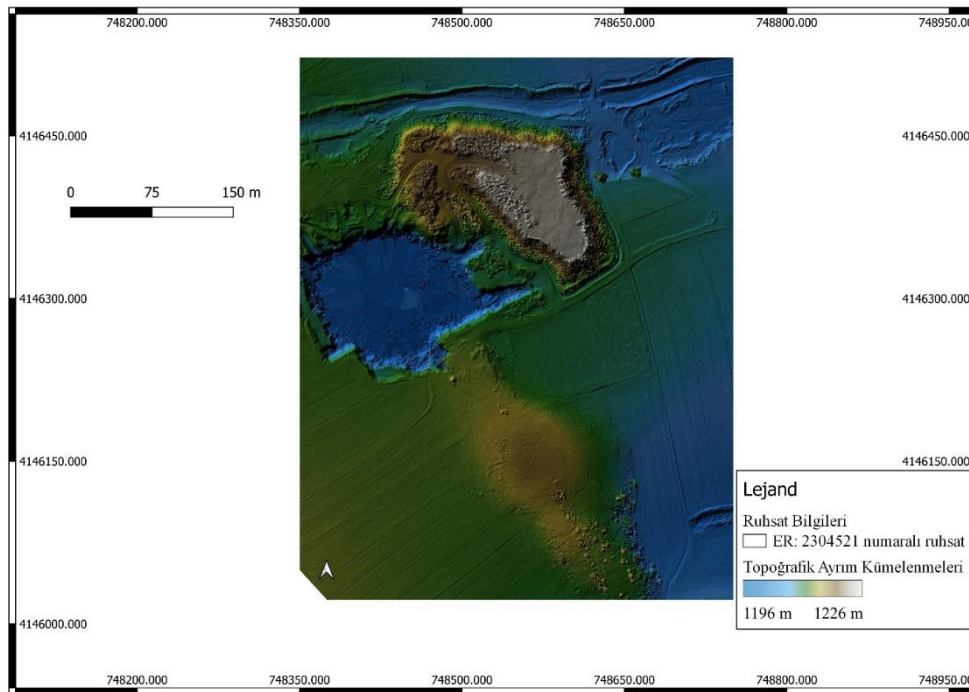 748200.000 748350.000 748500.000 748650.000 748800.000 748950.000
4146450.000 4146450.000
0 75 150 m
4146300.000 4146300.000
4146150.000 4146150.000
Lejand
Ruhsat Bilgileri
ER: 2304521 numaralı ruhsat
Topoğrafik Ayrım Kümelenmeleri
1196 m 1226 m
4146000.000
748200.000 748350.000 748500.000 748650.000 748800.000 748950.000